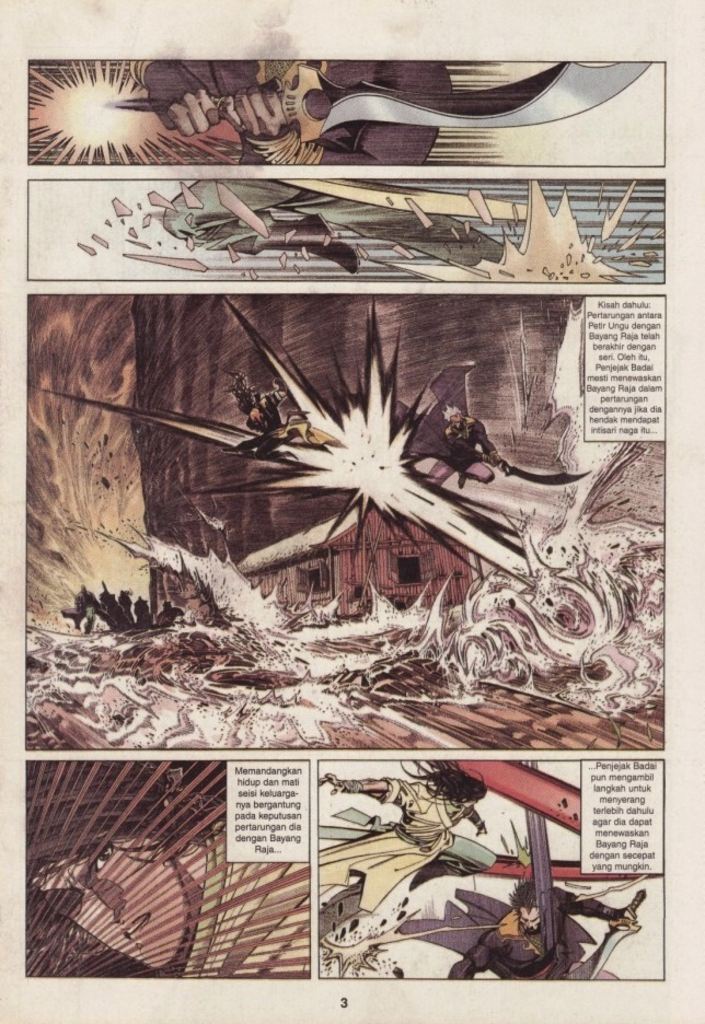 Kisah dahulu:
Pertarungan antara
Petir Ungu dengan
Bayang Raja telah
berakhir dengan
seri. Oleh itu,
Penjejak Badai
mesti menewaskan
Bayang Raja dalam
pertarungan
dengannya jika dia
hendak mendapat
intisari naga itu...
Memandangkan
hidup dan mati
seisi keluarga-
nya bergantung
pada keputusan
pertarungan dia
dengan Bayang
Raja...
...Penjejak Badai
pun mengambil
langkah untuk
menyerang
terlebih dahulu
agar dia dapat
menewaskan
Bayang Raja
dengan secepat
yang mungkin.
3